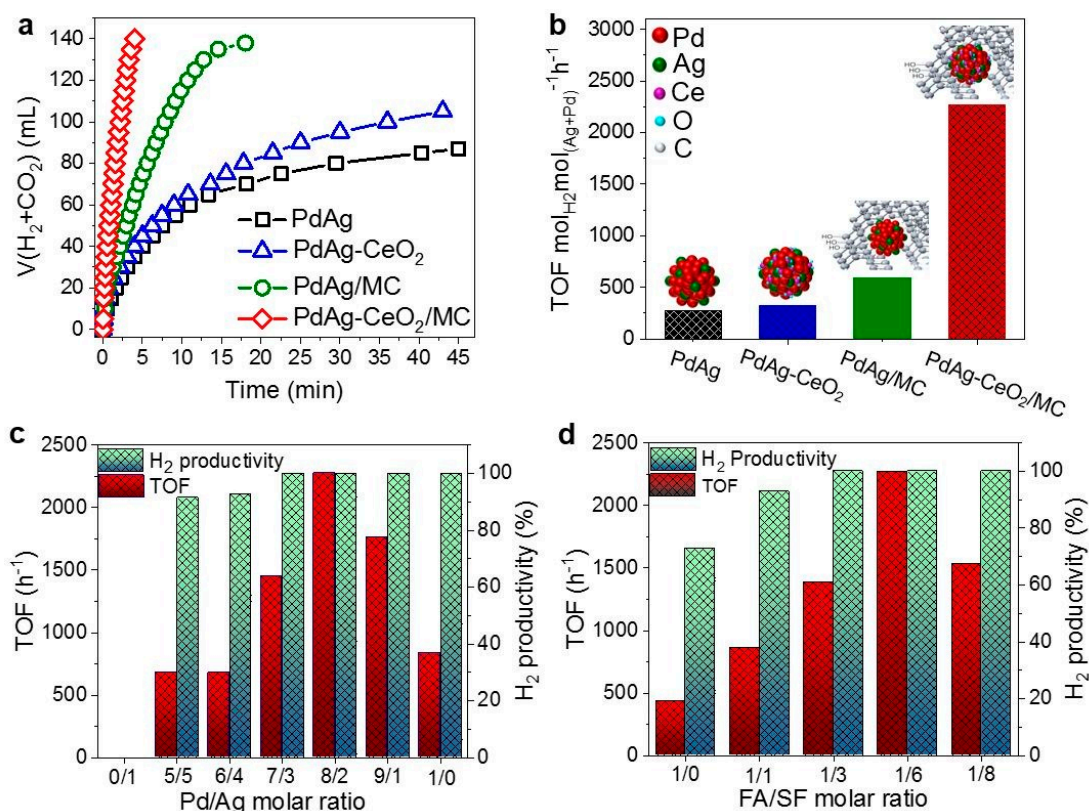 a
V(H2+CO2) (mL)
140
120
100
80
60
40
20
0
PdAg
PdAg-CeO2
PdAg/MC
PdAg-CeO2/MC
0 5 10 15 20 25 30 35 40 45
Time (min)
b
TOF molH2mol(Ag+Pd)-1h-1
3000
2500
2000
1500
1000
500
0
Pd
Ag
Ce
O
C
HO
HO
HO
HO
HO
HO
PdAg
PdAg-CeO2
PdAg/MC
PdAg-CeO2/MC
c
TOF (h-1)
2500
2000
1500
1000
500
0
H2 productivity
TOF
100
80
60
40
20
0
H2 productivity (%)
0/1 5/5 6/4 7/3 8/2 9/1 1/0
Pd/Ag molar ratio
d
TOF (h-1)
2500
2000
1500
1000
500
0
H2 Productivity
TOF
100
80
60
40
20
0
H2 productivity (%)
1/0 1/1 1/3 1/6 1/8
FA/SF molar ratio